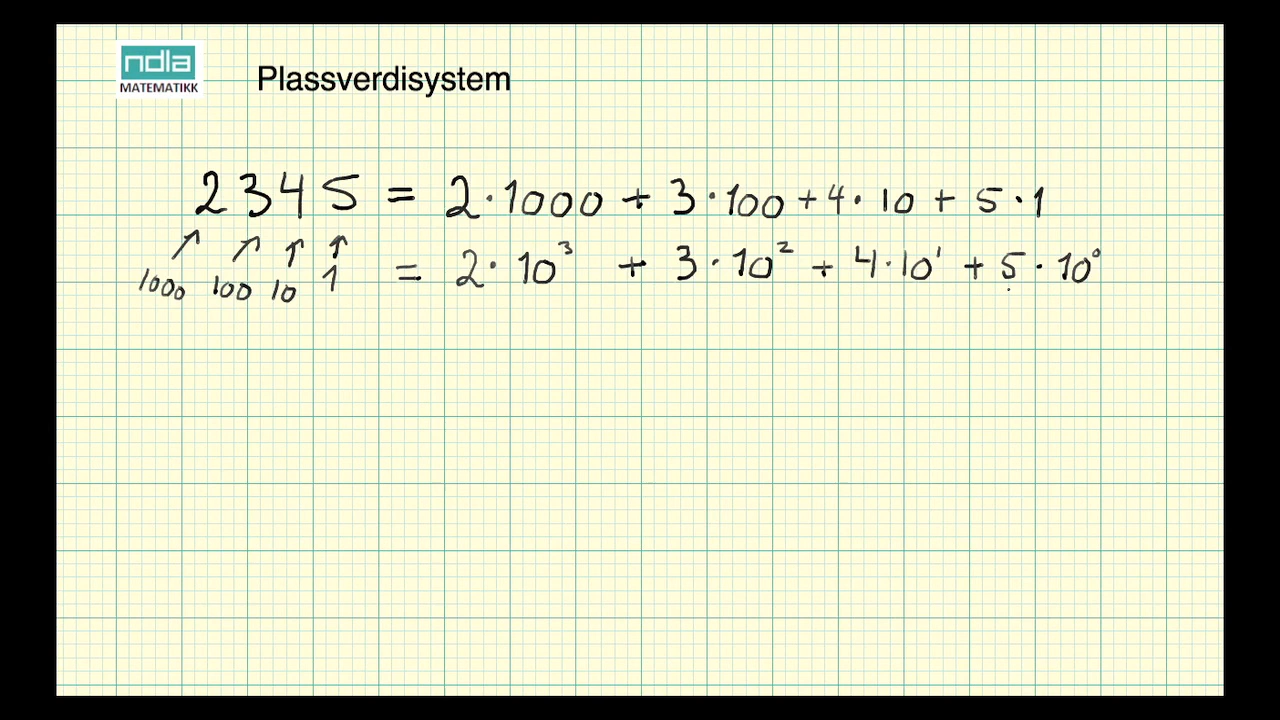 ndla
MATEMATIKK
Plassverdisystem
2345 = 2·1000 + 3·100 + 4·10 + 5·1
1000 100 10 1 = 2·10³ + 3·10² + 4·10¹ + 5·10⁰